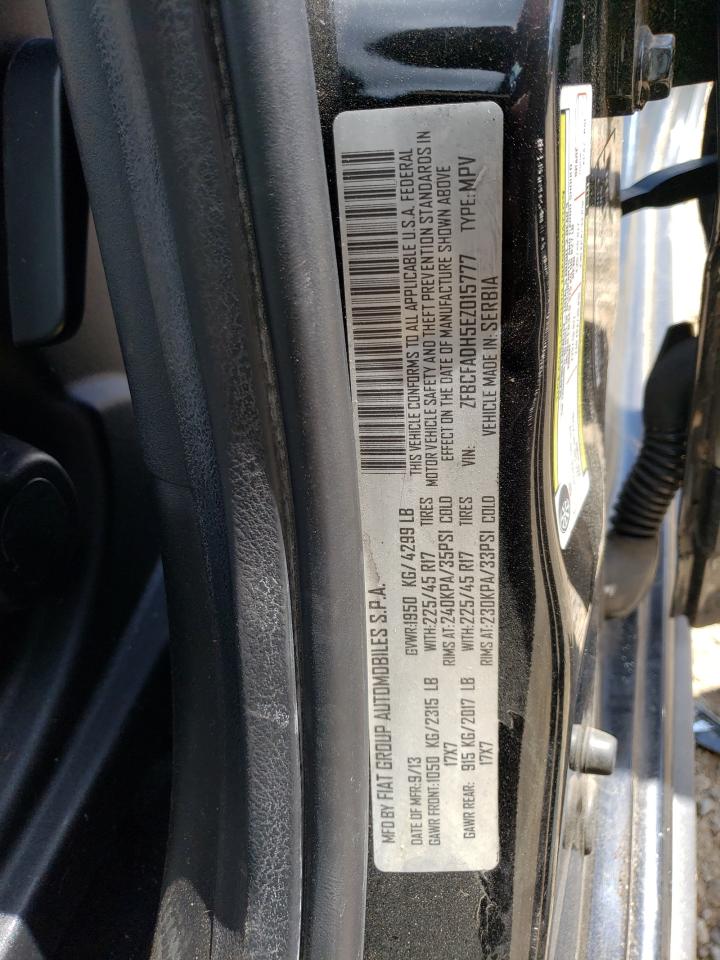 MFD BY FIAT GROUP AUTOMOBILES S.P.A.
DATE OF MFR:9/13 GVWR:1950 KG/4299 LB
GAWR FRONT:1050 KG/2315 LB WITH:225/45 R17 TIRES
17X7 RIMS AT:240KPA/35PSI COLD
GAWR REAR: 915 KG/2017 LB WITH:225/45 R17 TIRES
17X7 RIMS AT:230KPA/33PSI COLD
THIS VEHICLE CONFORMS TO ALL APPLICABLE U.S.A. FEDERAL
MOTOR VEHICLE SAFETY AND THEFT PREVENTION STANDARDS IN
EFFECT ON THE DATE OF MANUFACTURE SHOWN ABOVE
VIN: ZFBCFADH5EZ015777 TYPE: MPV
VEHICLE MADE IN: SERBIA